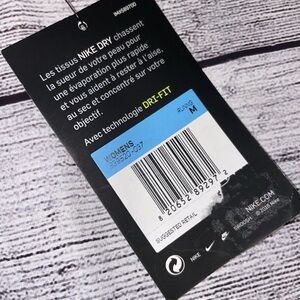 Les tissus NIKE DRY chassent
la sueur de votre peau pour
une évaporation plus rapide
et vous aident à rester à l'aise,
au sec et concentré sur votre
objectif.
Avec technologie DRI-FIT
WOMENS
M
SUGGESTED RETAIL
NIKE.COM
NIKE